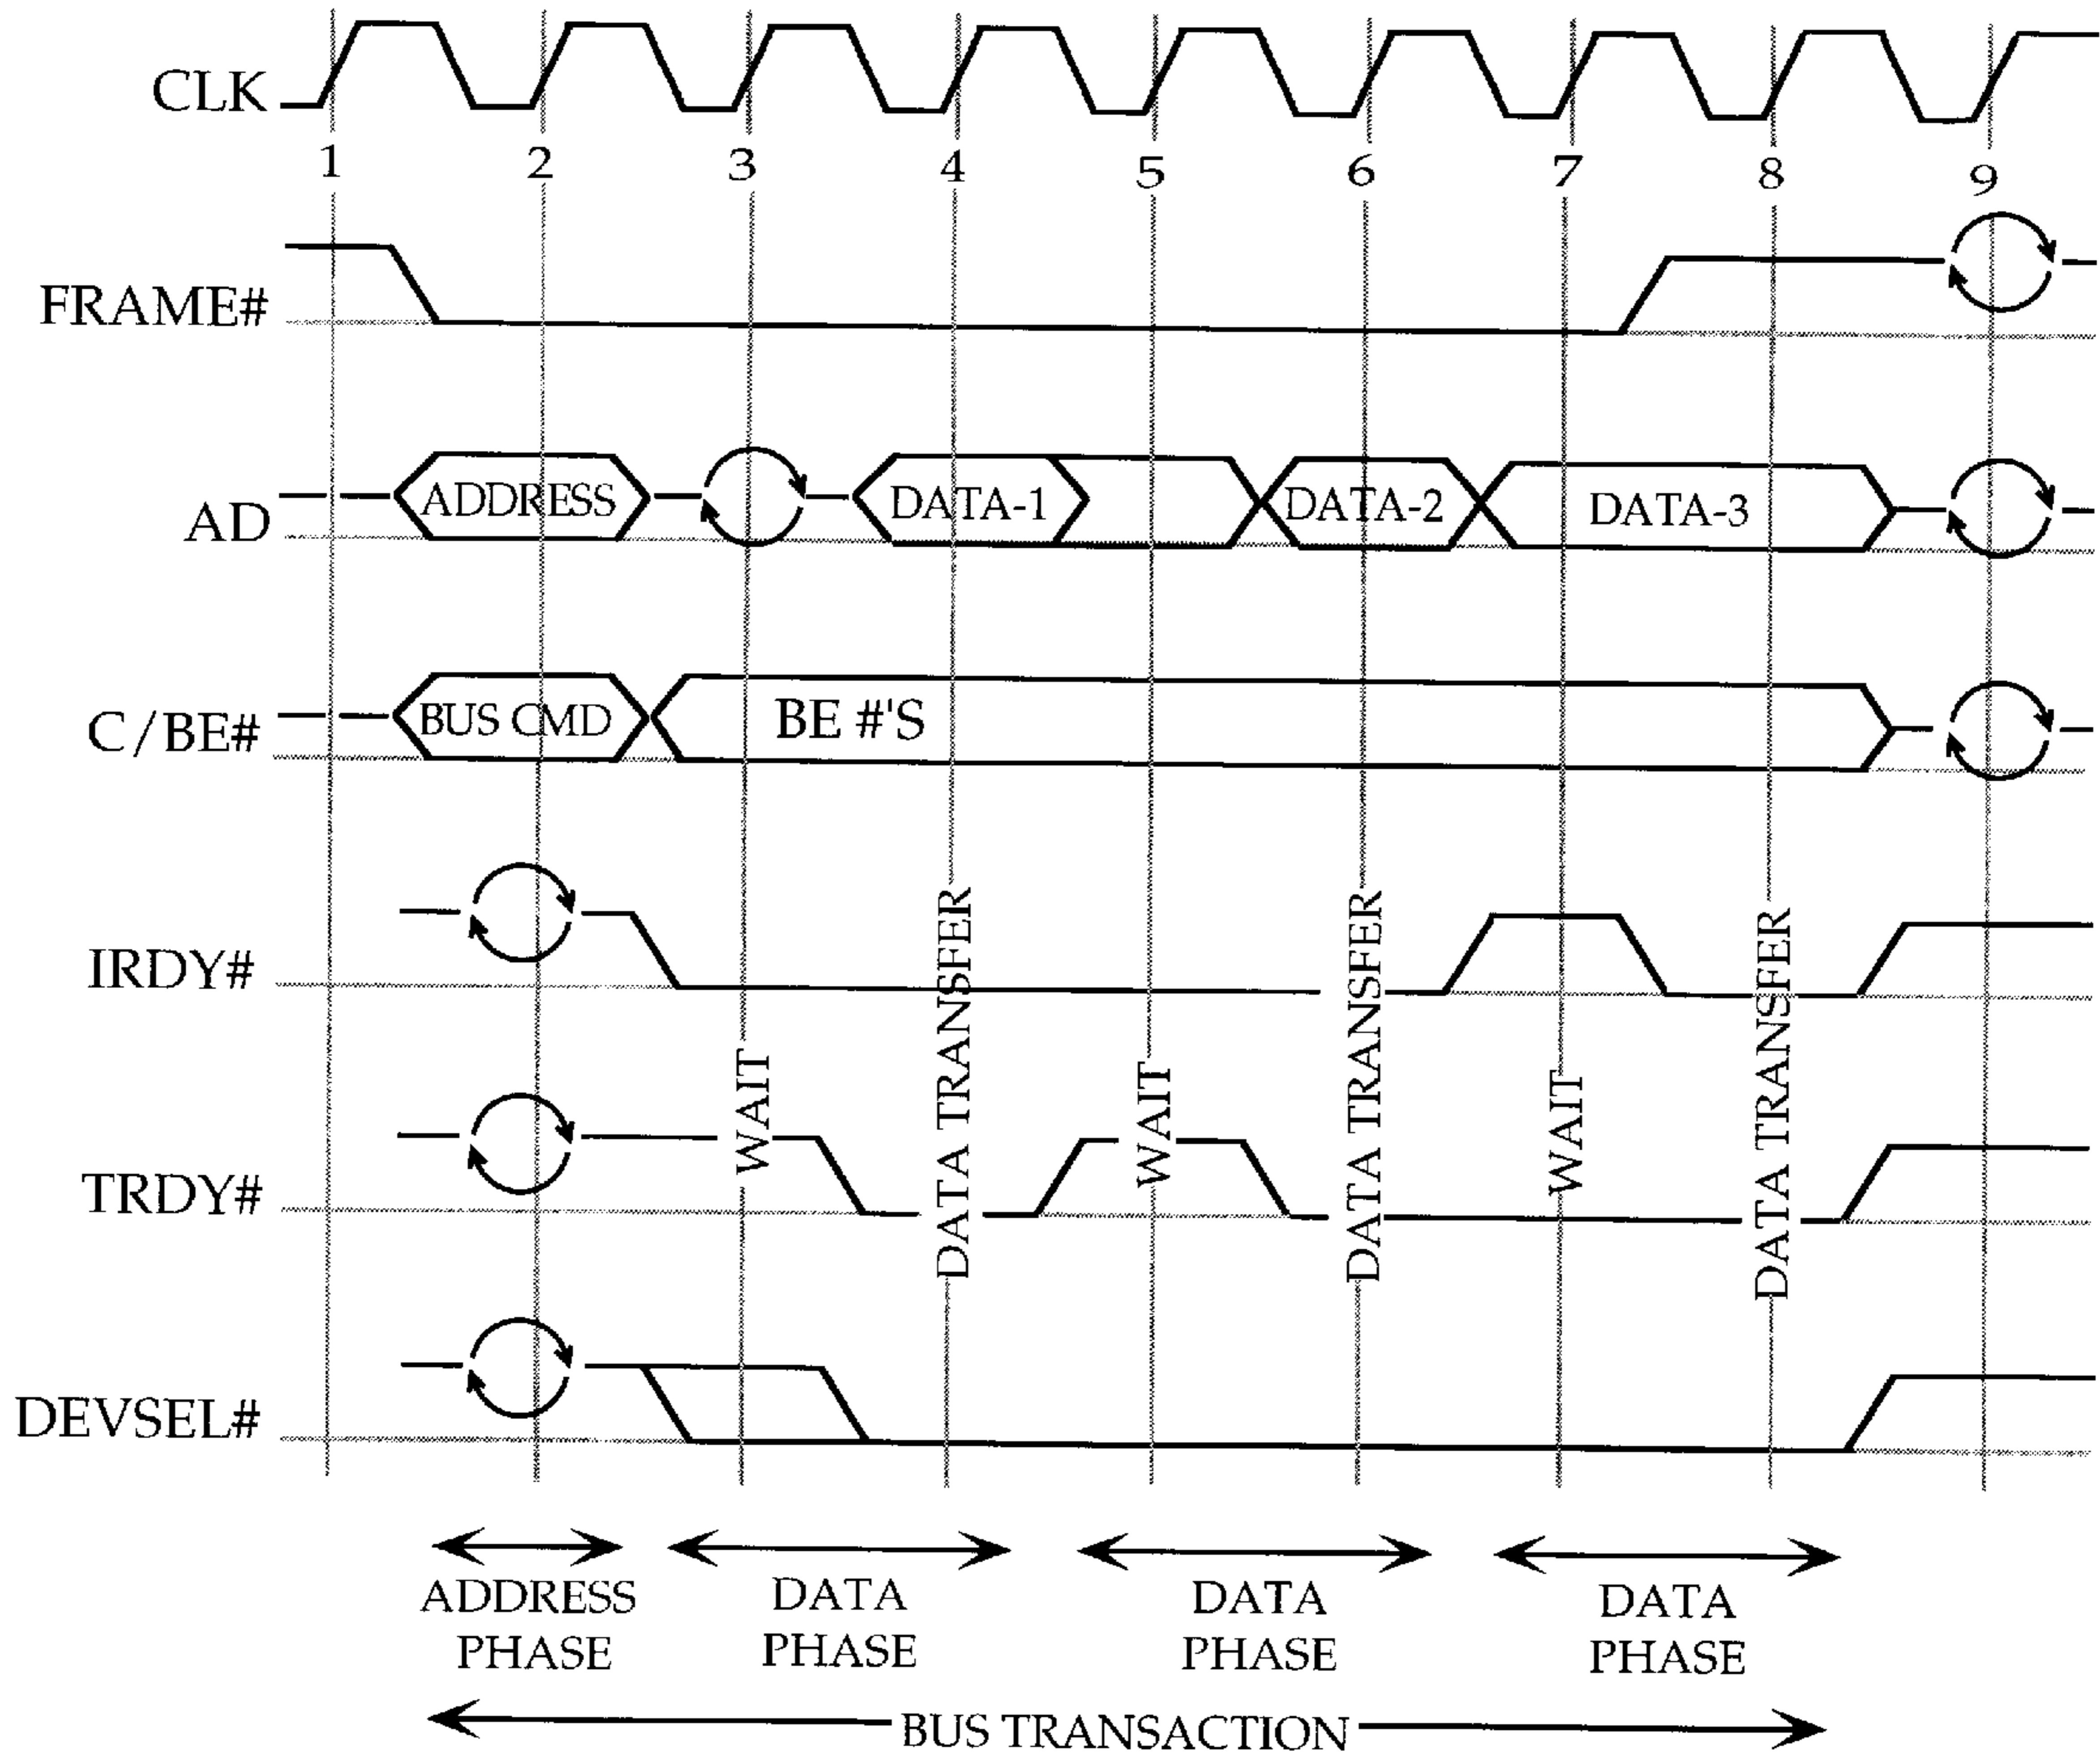 CLK
1 2 3 4 5 6 7 8 9
FRAME#
AD
ADDRESS
DATA-1
DATA-2
DATA-3
C/BE#
BUS CMD
BE #'S
IRDY#
TRDY#
WAIT
DATA TRANSFER
WAIT
DATA TRANSFER
WAIT
DATA TRANSFER
DEVSEL#
ADDRESS
PHASE
DATA
PHASE
DATA
PHASE
DATA
PHASE
BUS TRANSACTION